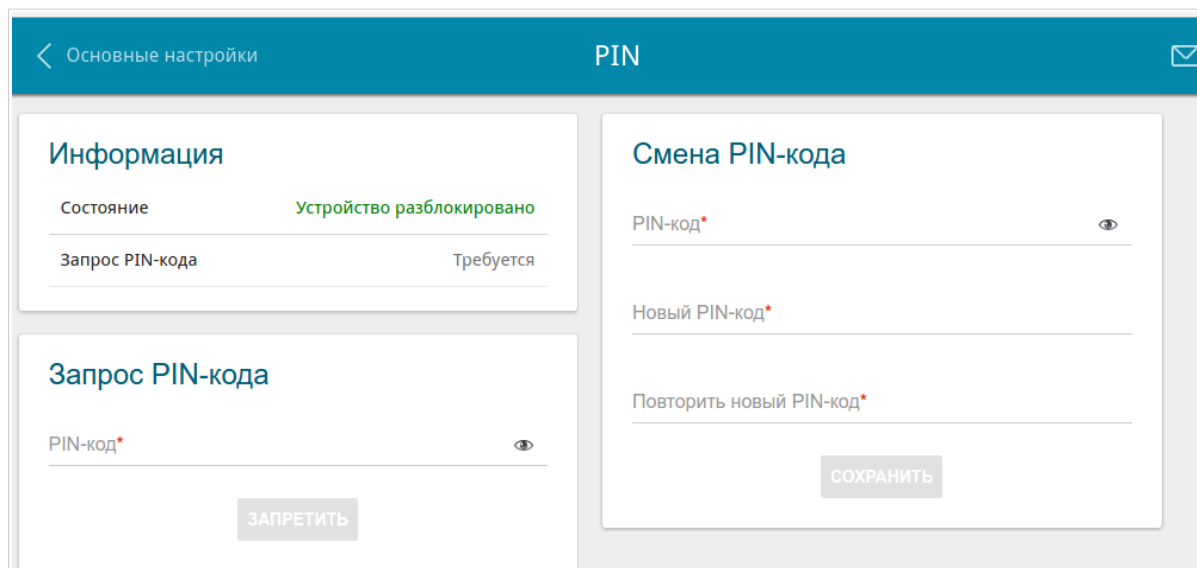 Основные настройки
PIN
Информация
Состояние Устройство разблокировано
Запрос PIN-кода Требуется
Запрос PIN-кода
PIN-код*
ЗАПРЕТИТЬ
Смена PIN-кода
PIN-код*
Новый PIN-код*
Повторить новый PIN-код*
СОХРАНИТЬ